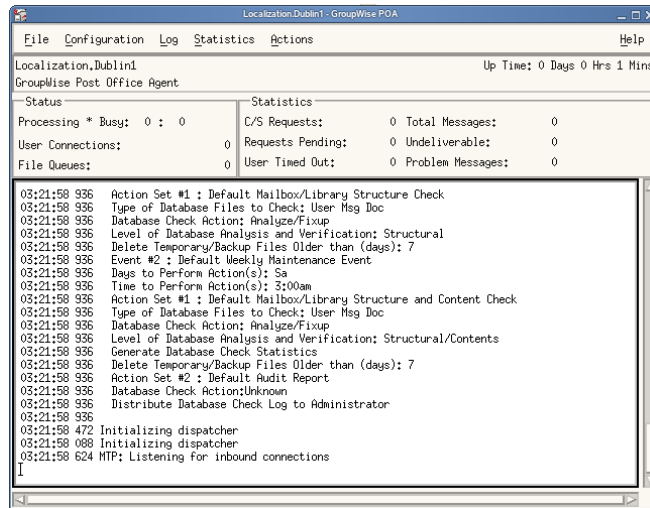 Localization.Dublin1 - GroupWise POA
File Configuration Log Statistics Actions Help
Localization.Dublin1 Up Time: 0 Days 0 Hrs 1 Mins
GroupWise Post Office Agent
Status Statistics
Processing * Busy: 0 : 0 C/S Requests: 0 Total Messages: 0
User Connections: 0 Requests Pending: 0 Undeliverable: 0
File Queues: 0 User Timed Out: 0 Problem Messages: 0
03:21:58 936 Action Set #1 : Default Mailbox/Library Structure Check
03:21:58 936 Type of Database Files to Check: User Msg Doc
03:21:58 936 Database Check Action: Analyze/Fixup
03:21:58 936 Level of Database Analysis and Verification: Structural
03:21:58 936 Delete Temporary/Backup Files Older than (days): 7
03:21:58 936 Event #2 : Default Weekly Maintenance Event
03:21:58 936 Days to Perform Action(s): Sa
03:21:58 936 Time to Perform Action(s): 3:00am
03:21:58 936 Action Set #1 : Default Mailbox/Library Structure and Content Check
03:21:58 936 Type of Database Files to Check: User Msg Doc
03:21:58 936 Database Check Action: Analyze/Fixup
03:21:58 936 Level of Database Analysis and Verification: Structural/Contents
03:21:58 936 Generate Database Check Statistics
03:21:58 936 Delete Temporary/Backup Files Older than (days): 7
03:21:58 936 Action Set #2 : Default Audit Report
03:21:58 936 Database Check Action:Unknown
03:21:58 936 Distribute Database Check Log to Administrator
03:21:58 936
03:21:58 472 Initializing dispatcher
03:21:58 088 Initializing dispatcher
03:21:58 624 MTP: Listening for inbound connections